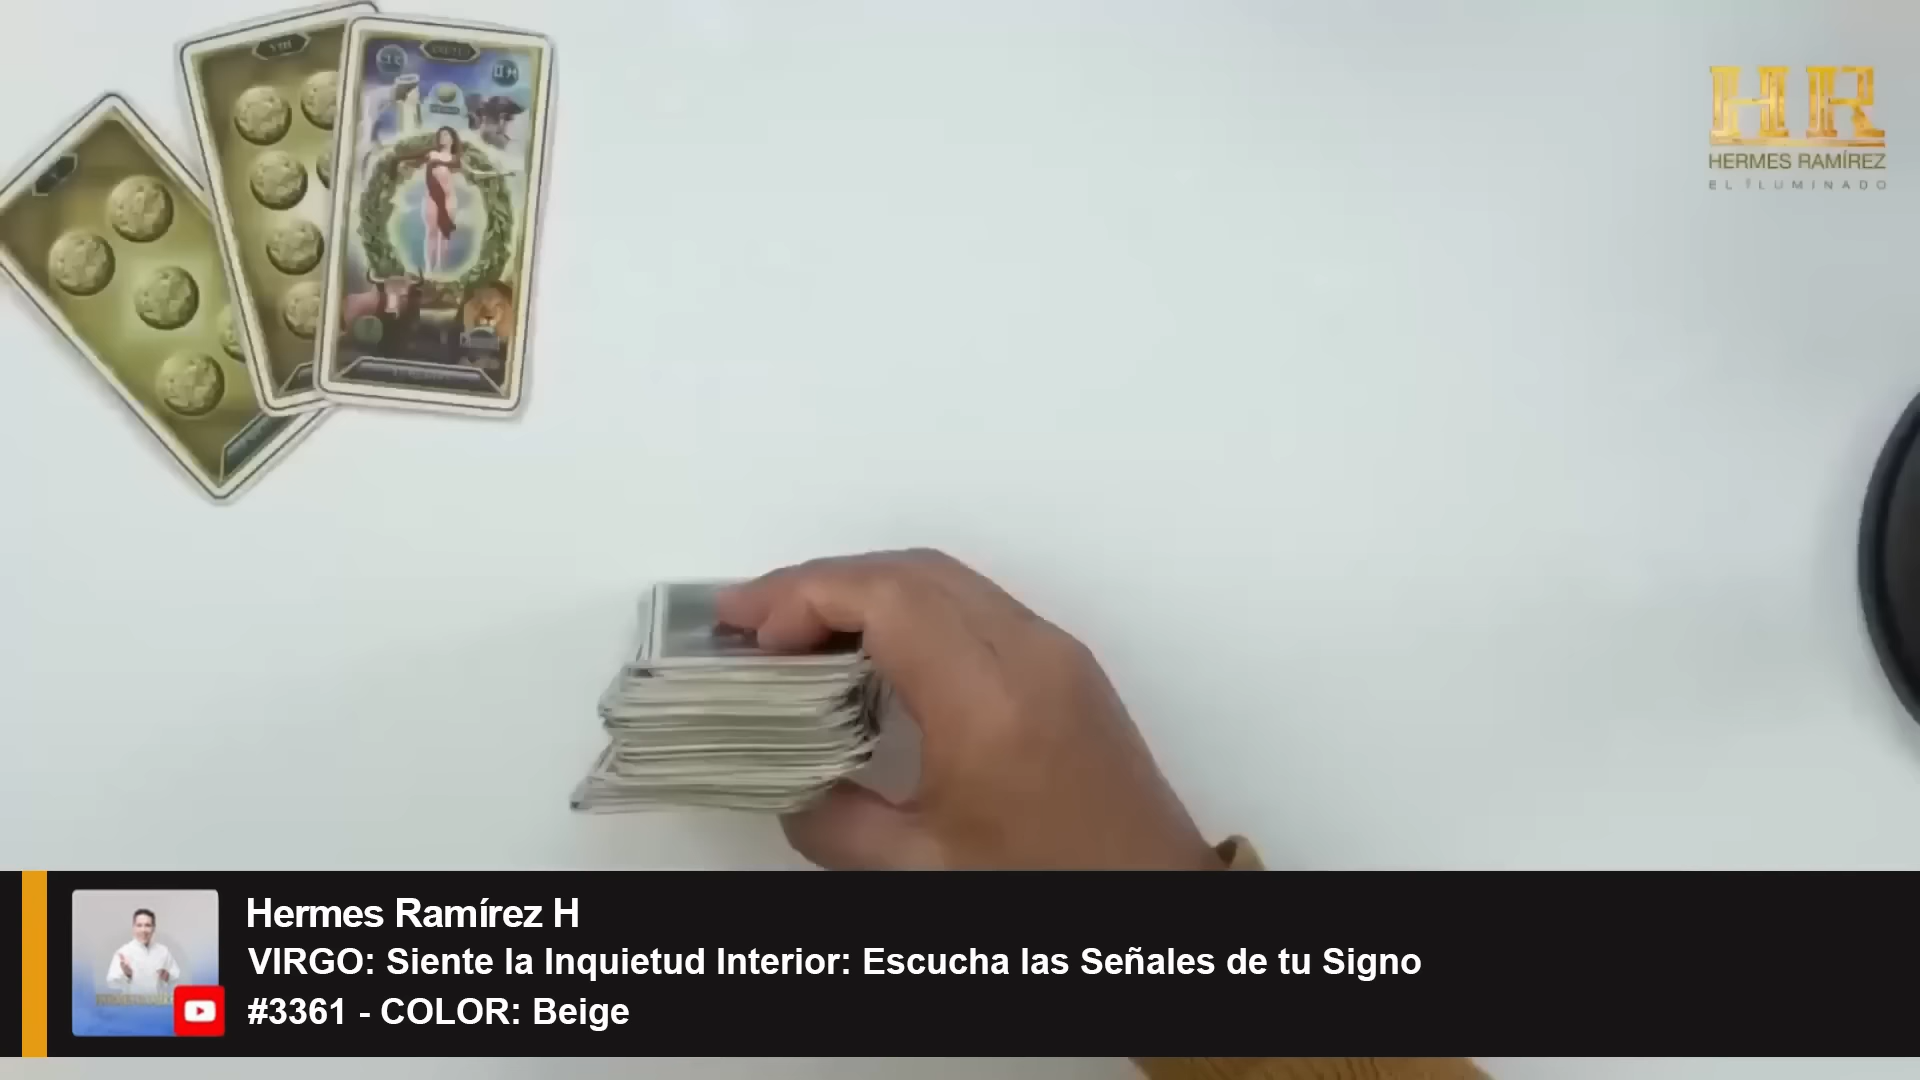 VIII
HR
HERMES RAMÍREZ
EL ILUMINADO
Hermes Ramírez H
VIRGO: Siente la Inquietud Interior: Escucha las Señales de tu Signo
#3361 - COLOR: Beige